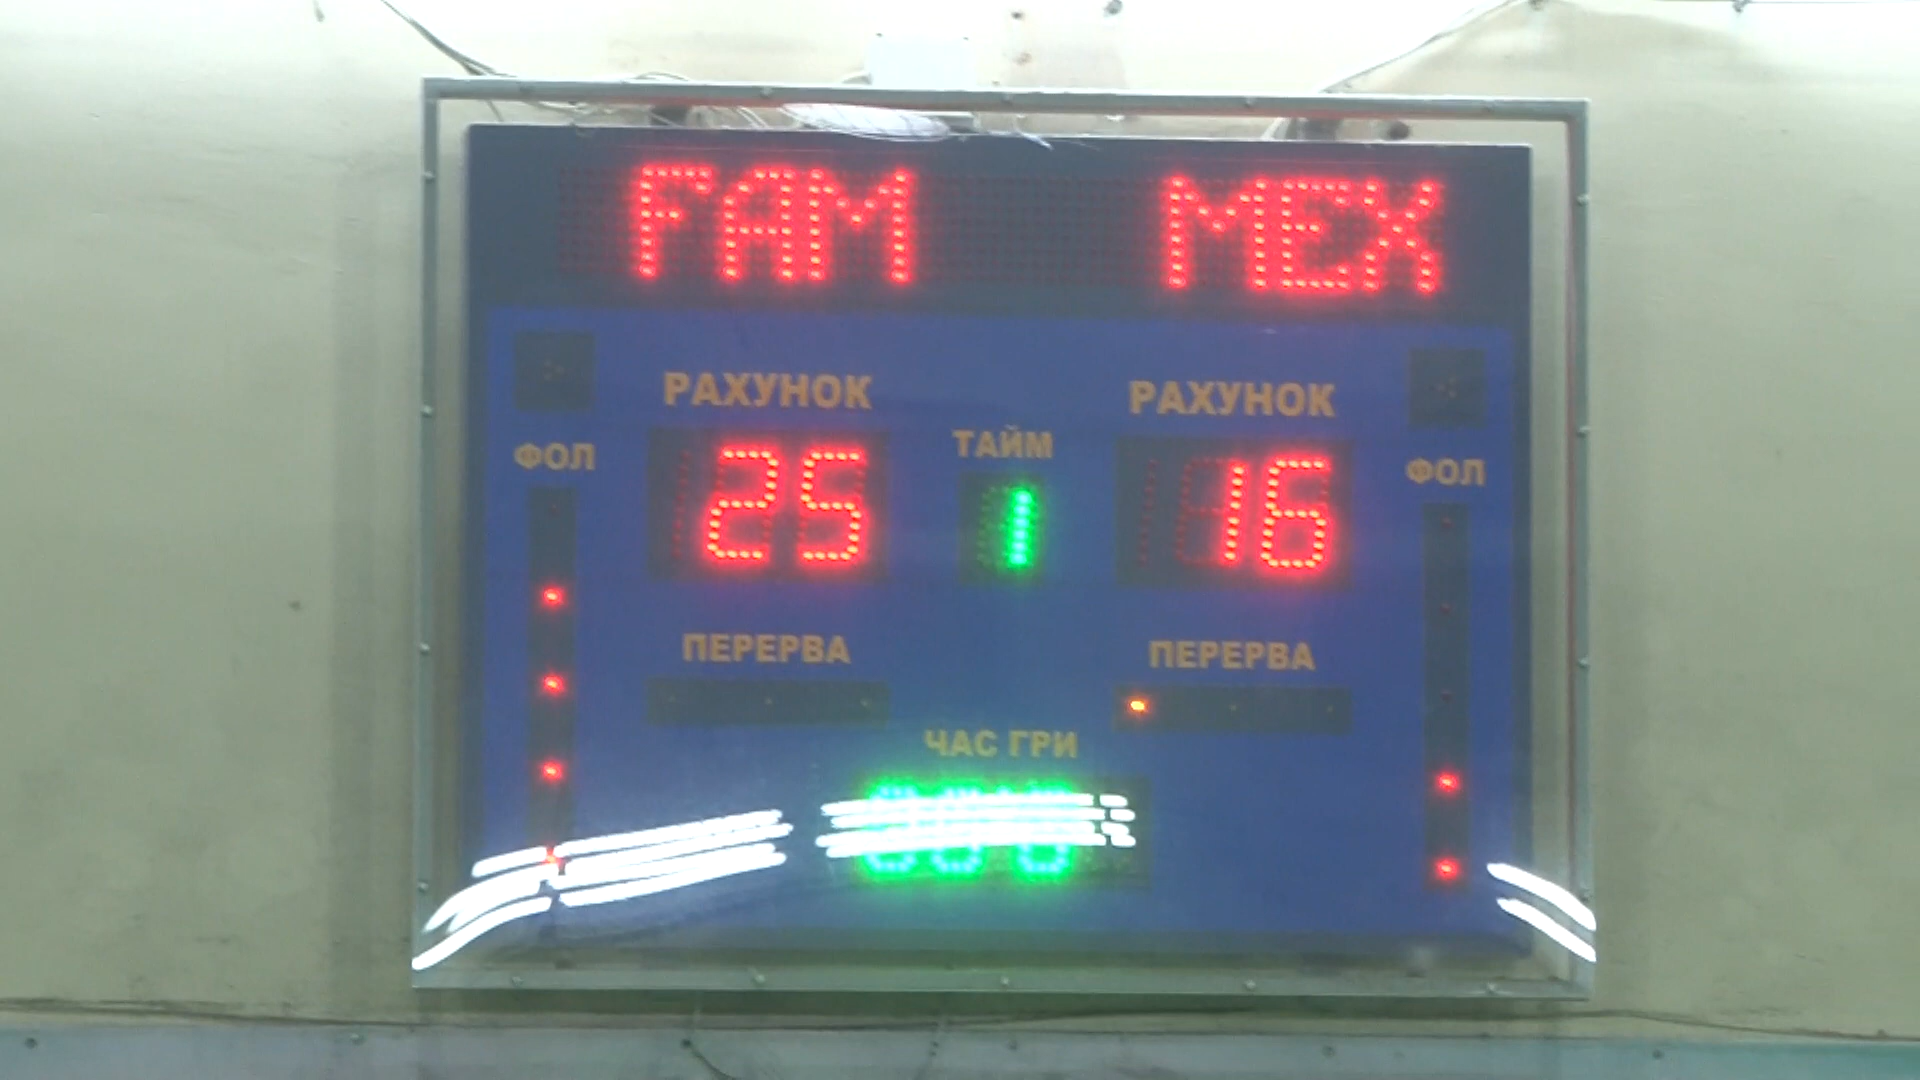 FAM MEX
РАХУНОК РАХУНОК
ФОЛ ТАЙМ ФОЛ
25 1 16
ПЕРЕРВА ПЕРЕРВА
ЧАС ГРИ